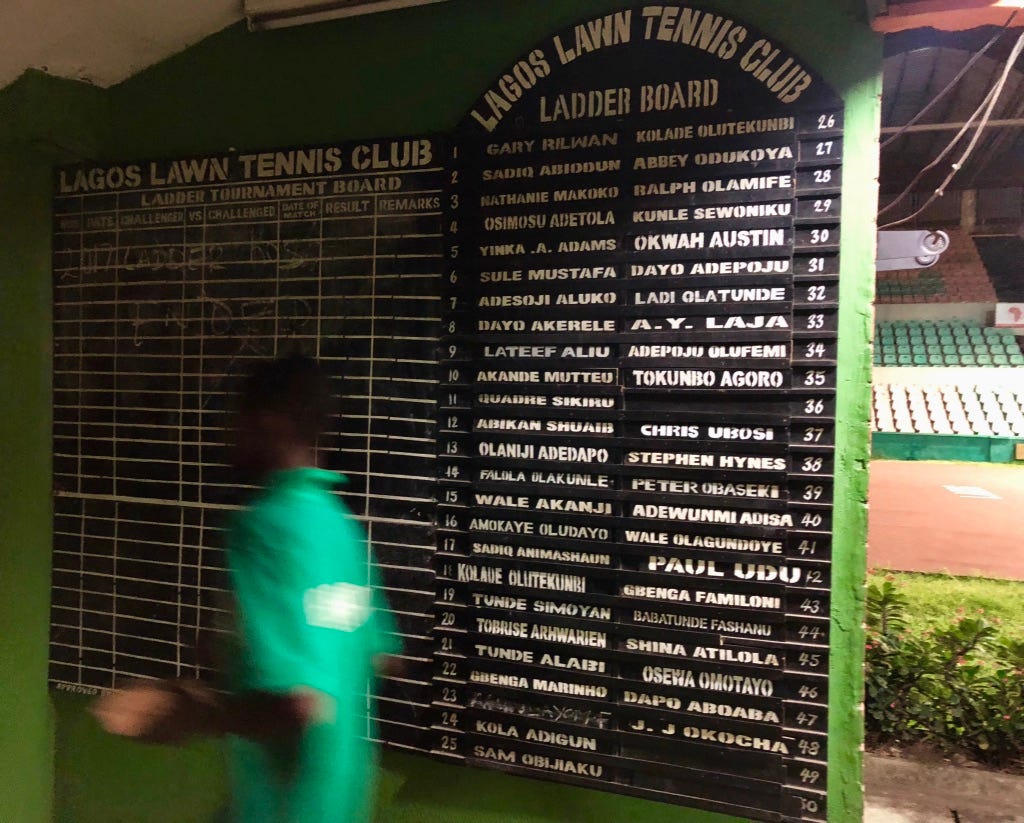 LAGOS LAWN TENNIS CLUB
LADDER TOURNAMENT BOARD
DATE CHALLENGER VS CHALLENGED DATE OF MATCH RESULT REMARKS
APPROVED
LAGOS LAWN TENNIS CLUB
LADDER BOARD
1 GARY RILWAN KOLADE OLUTEKUNBI 26
2 SADIQ ABIODUN ABBEY ODUKOYA 27
3 NATHANIE MAKOKO RALPH OLAMIFE 28
4 OSIMOSU ADETOLA KUNLE SEWONIKU 29
5 YINKA .A. ADAMS OKWAH AUSTIN 30
6 SULE MUSTAFA DAYO ADEPOJU 31
7 ADESOJI ALUKO LADI OLATUNDE 32
8 DAYO AKERELE A.Y. LAJA 33
9 LATEEF ALIU ADEPOJU OLUFEMI 34
10 AKANDE MUTTEU TOKUNBO AGORO 35
11 QUADRE SIKIRU 36
12 ABIKAN SHUAIB CHRIS UBOSI 37
13 OLANIJI ADEDAPO STEPHEN HYNES 38
14 FALOLA OLAKUNLE PETER OBASEKI 39
15 WALE AKANJI ADEWUNMI ADISA 40
16 AMOKAYE OLUDAYO WALE OLAGUNDOYE 41
17 SADIQ ANIMASHAUN PAUL UDU 42
18 KOLADE OLUTEKUNBI GBENGA FAMILONI 43
19 TUNDE SIMOYAN BABATUNDE FASHANU 44
20 TOBRISE ARHWARIEN SHINA ATILOLA 45
21 TUNDE ALABI OSEWA OMOTAYO 46
22 GBENGA MARINHO DAPO ABOABA 47
23 J. J OKOCHA 48
24 KOLA ADIGUN 49
25 SAM OBIJIAKU 50